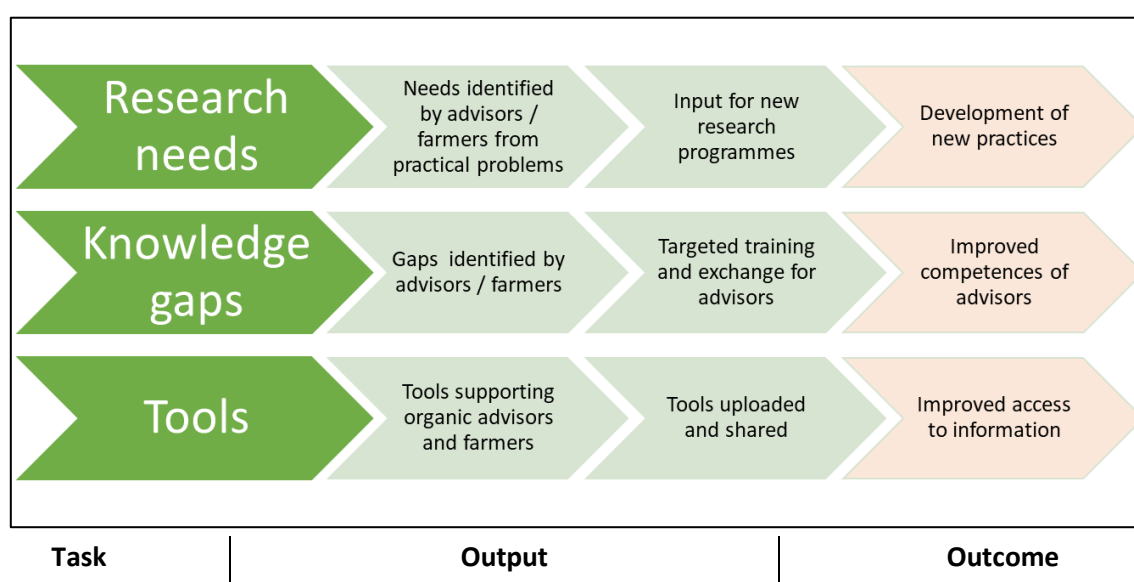 Research
needs
Needs identified
by advisors /
farmers from
practical problems
Input for new
research
programmes
Development of
new practices
Knowledge
gaps
Gaps identified by
advisors / farmers
Targeted training
and exchange for
advisors
Improved
competences of
advisors
Tools
Tools supporting
organic advisors
and farmers
Tools uploaded
and shared
Improved access
to information
Task
Output
Outcome